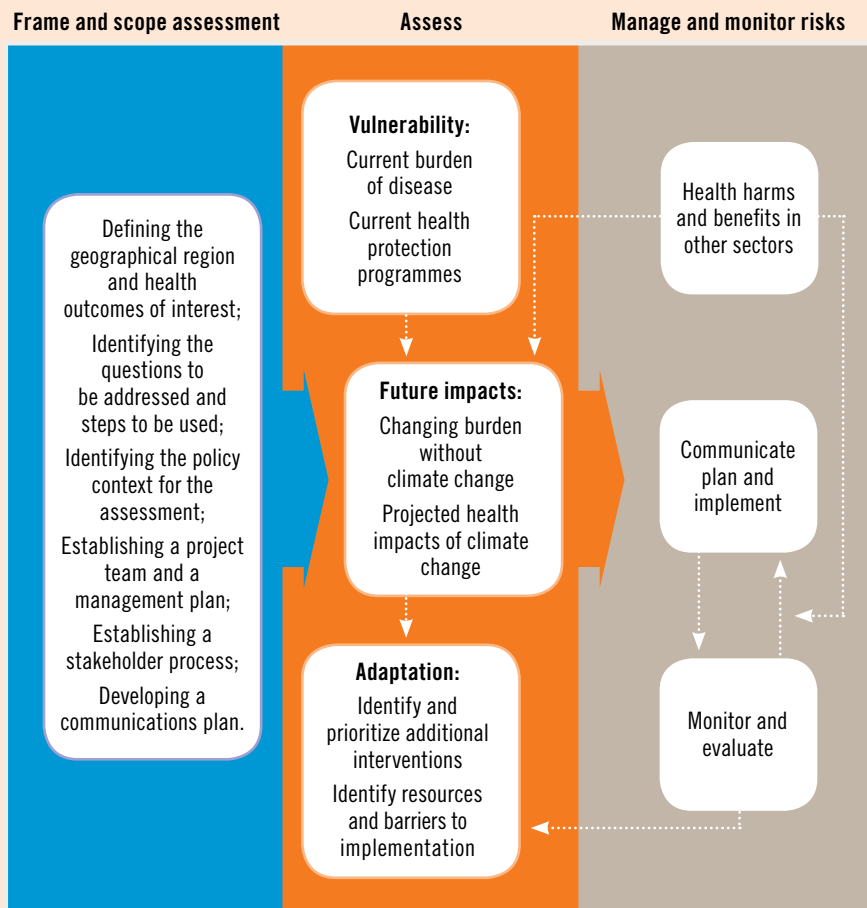 Frame and scope assessment
Assess
Manage and monitor risks
Defining the
geographical region
and health
outcomes of interest;
Identifying the
questions to
be addressed and
steps to be used;
Identifying the policy
context for the
assessment;
Establishing a project
team and a
management plan;
Establishing a
stakeholder process;
Developing a
communications plan.
Vulnerability:
Current burden
of disease
Current health
protection
programmes
Future impacts:
Changing burden
without
climate change
Projected health
impacts of climate
change
Adaptation:
Identify and
prioritize additional
interventions
Identify resources
and barriers to
implementation
Health harms
and benefits in
other sectors
Communicate
plan and
implement
Monitor and
evaluate